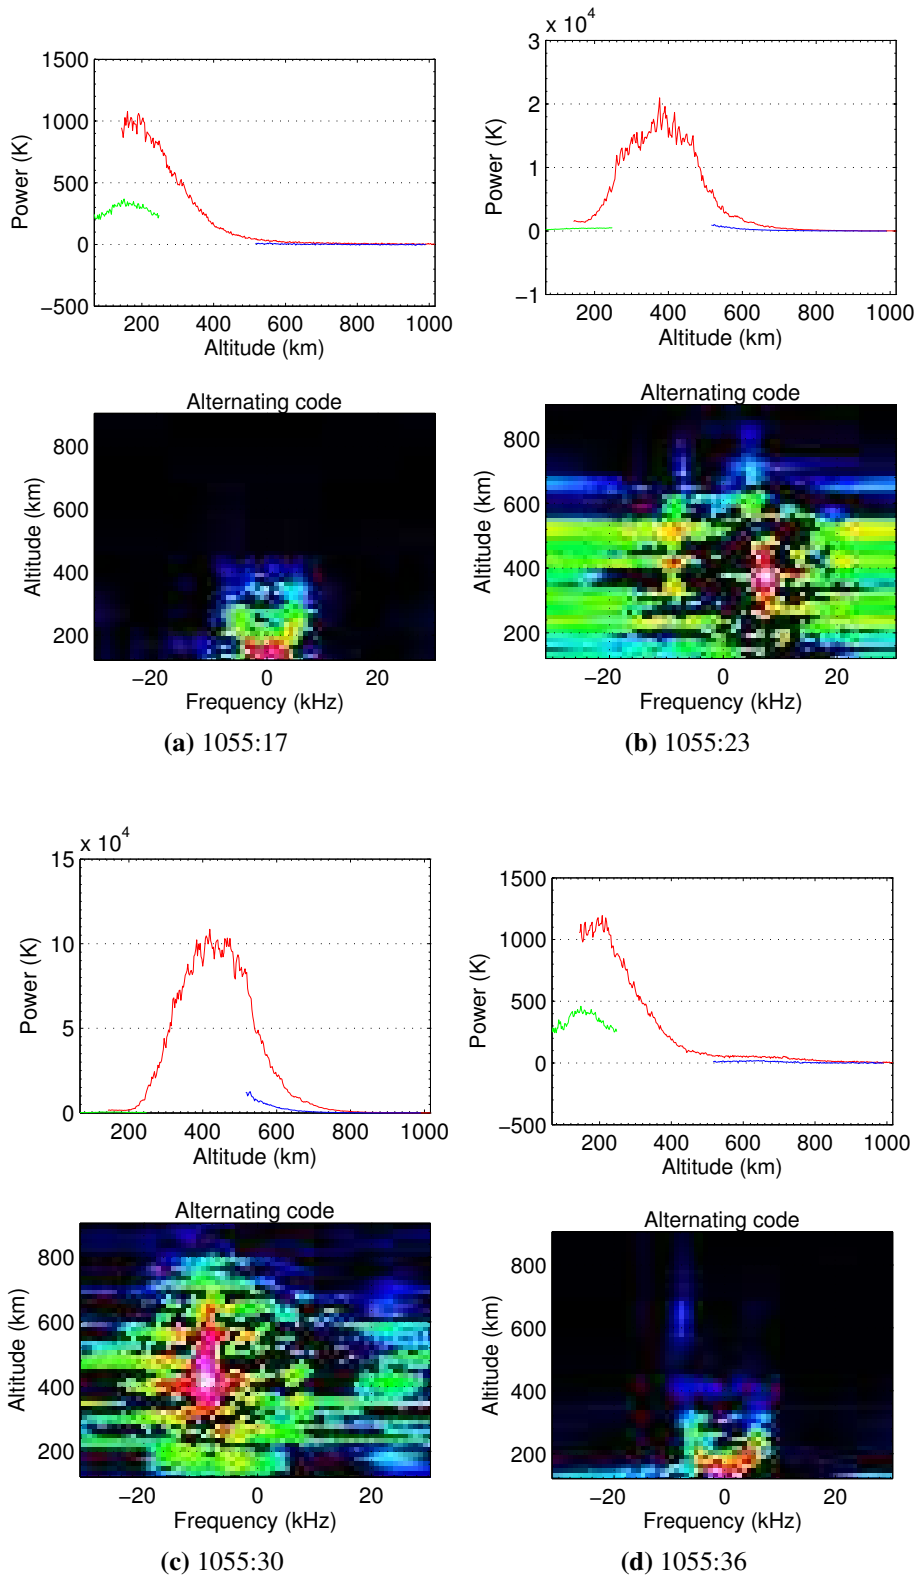 1500
1000
500
0
−500
Power (K)
200 400 600 800 1000
Altitude (km)
x 10^4
3
2
1
0
−1
Power (K)
200 400 600 800 1000
Altitude (km)
Alternating code
800
600
400
200
Altitude (km)
−20 0 20
Frequency (kHz)
(a) 1055:17
Alternating code
800
600
400
200
Altitude (km)
−20 0 20
Frequency (kHz)
(b) 1055:23
x 10^4
15
10
5
0
Power (K)
200 400 600 800 1000
Altitude (km)
1500
1000
500
0
−500
Power (K)
200 400 600 800 1000
Altitude (km)
Alternating code
800
600
400
200
Altitude (km)
−20 0 20
Frequency (kHz)
(c) 1055:30
Alternating code
800
600
400
200
Altitude (km)
−20 0 20
Frequency (kHz)
(d) 1055:36